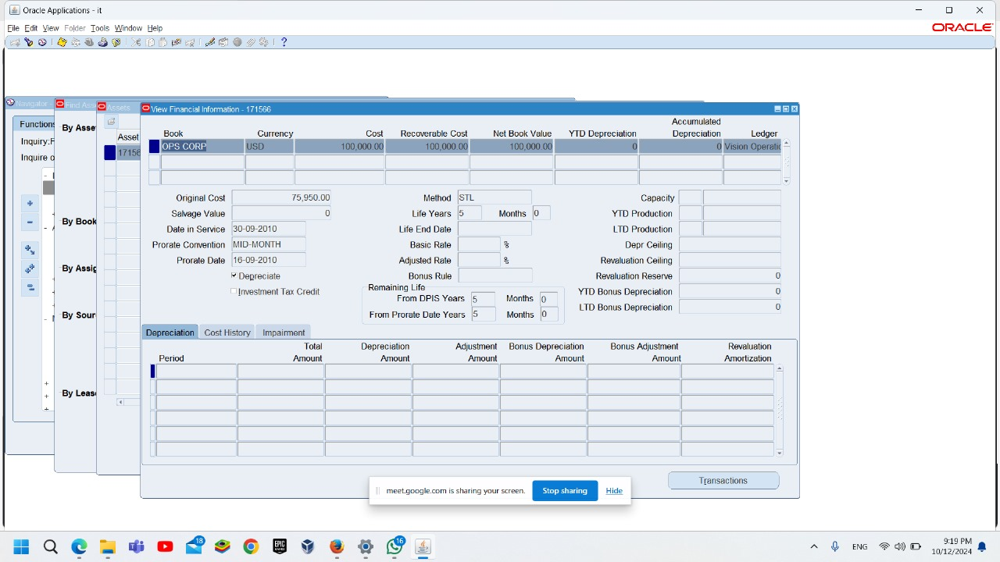 Oracle Applications - it
File Edit View Folder Tools Window Help
ORACLE
Navigator -
Find Ass
Assets
View Financial Information - 171566
Functions
Inquiry:F
Inquire o
By Asse
By Book
By Assig
By Sour
By Leas
Asset
17156
Accumulated
Book Currency Cost Recoverable Cost Net Book Value YTD Depreciation Depreciation Ledger
OPS CORP USD 100,000.00 100,000.00 100,000.00 0 0 Vision Operatic
Original Cost 75,950.00 Method STL Capacity
Salvage Value 0 Life Years 5 Months 0 YTD Production
Date in Service 30-09-2010 Life End Date LTD Production
Prorate Convention MID-MONTH Basic Rate % Depr Ceiling
Prorate Date 16-09-2010 Adjusted Rate % Revaluation Ceiling
Depreciate Bonus Rule Revaluation Reserve 0
Investment Tax Credit Remaining Life YTD Bonus Depreciation 0
From DPIS Years 5 Months 0
From Prorate Date Years 5 Months 0 LTD Bonus Depreciation 0
Depreciation Cost History Impairment
Total Depreciation Adjustment Bonus Depreciation Bonus Adjustment Revaluation
Period Amount Amount Amount Amount Amount Amortization
Transactions
meet.google.com is sharing your screen. Stop sharing Hide
18
EPIC GAMES
16
ENG
9:19 PM
10/12/2024